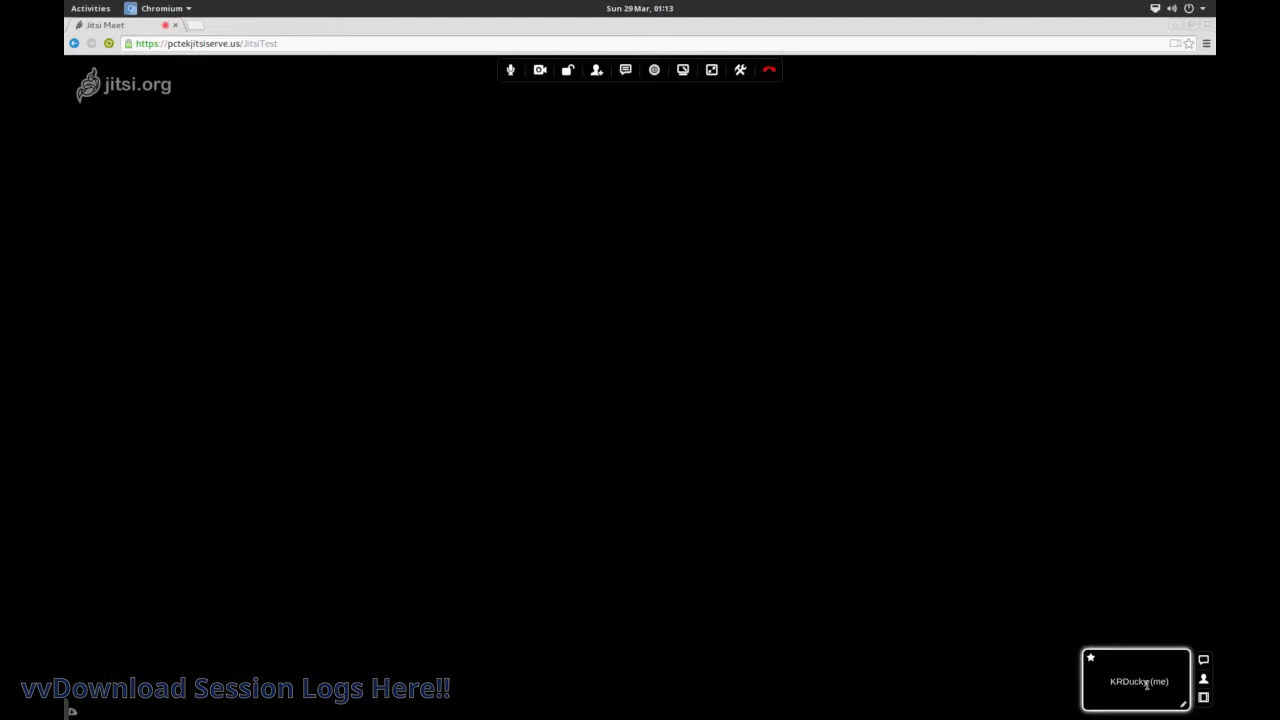 Activities Chromium Sun 29 Mar, 01:13
Jitsi Meet
https://pctekjitsiserve.us/JitsiTest
jitsi.org
KRDucky (me)
vvDownload Session Logs Here!!